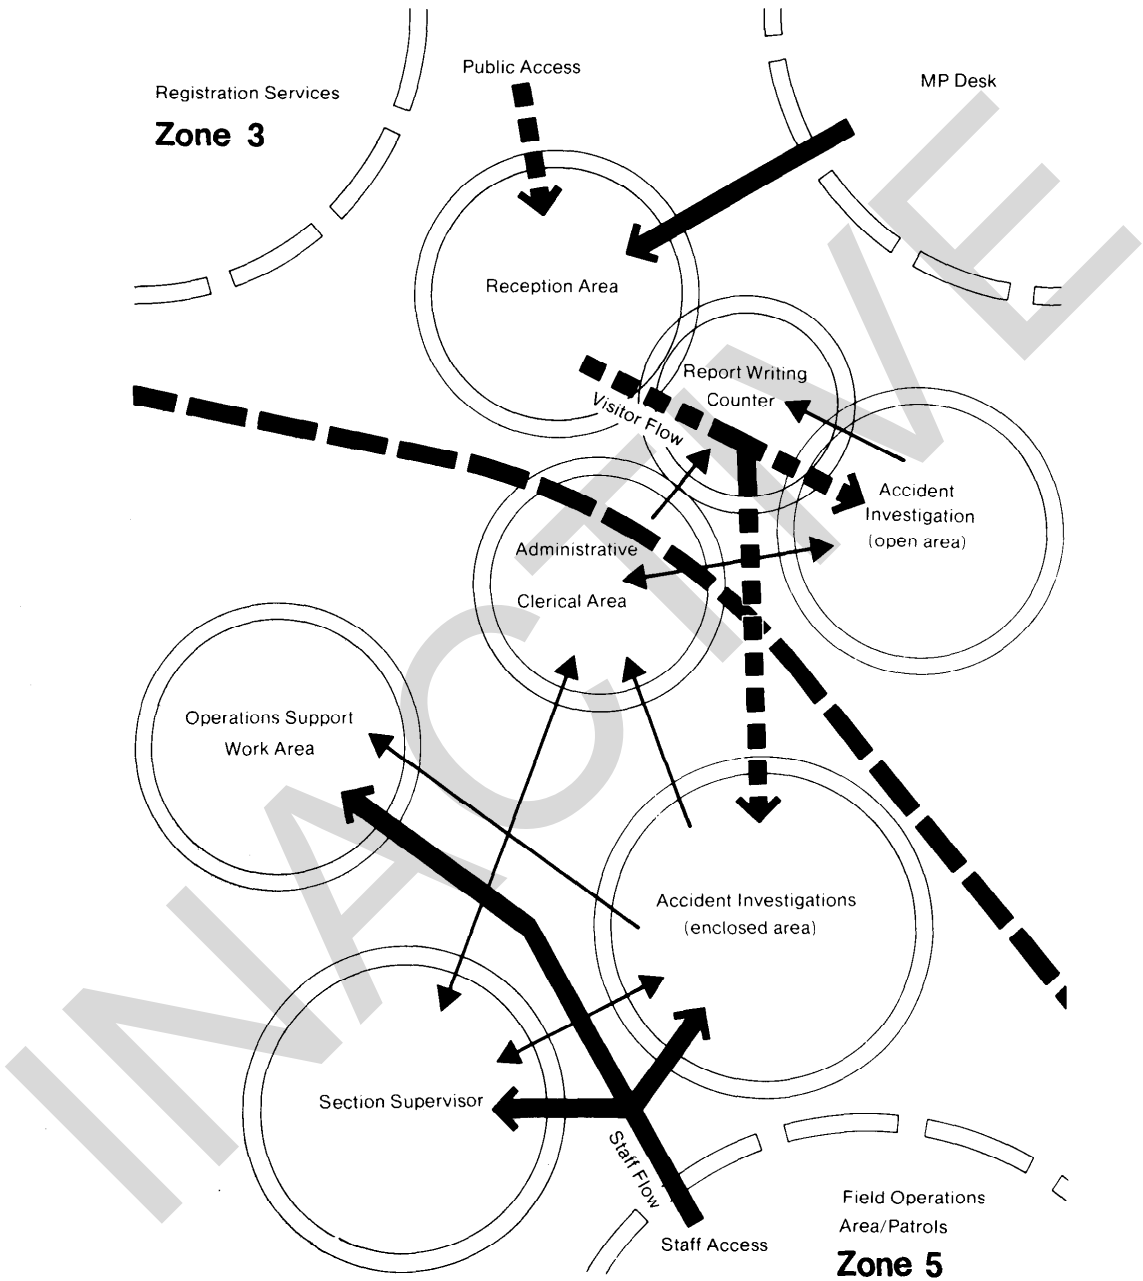 Public Access
MP Desk
Registration Services
Zone 3
Reception Area
Report Writing
Counter
Visitor Flow
Accident
Investigation
(open area)
Administrative
Clerical Area
Operations Support
Work Area
Accident Investigations
(enclosed area)
Section Supervisor
Staff Flow
Staff Access
Field Operations
Area/Patrols
Zone 5
INACTIVE